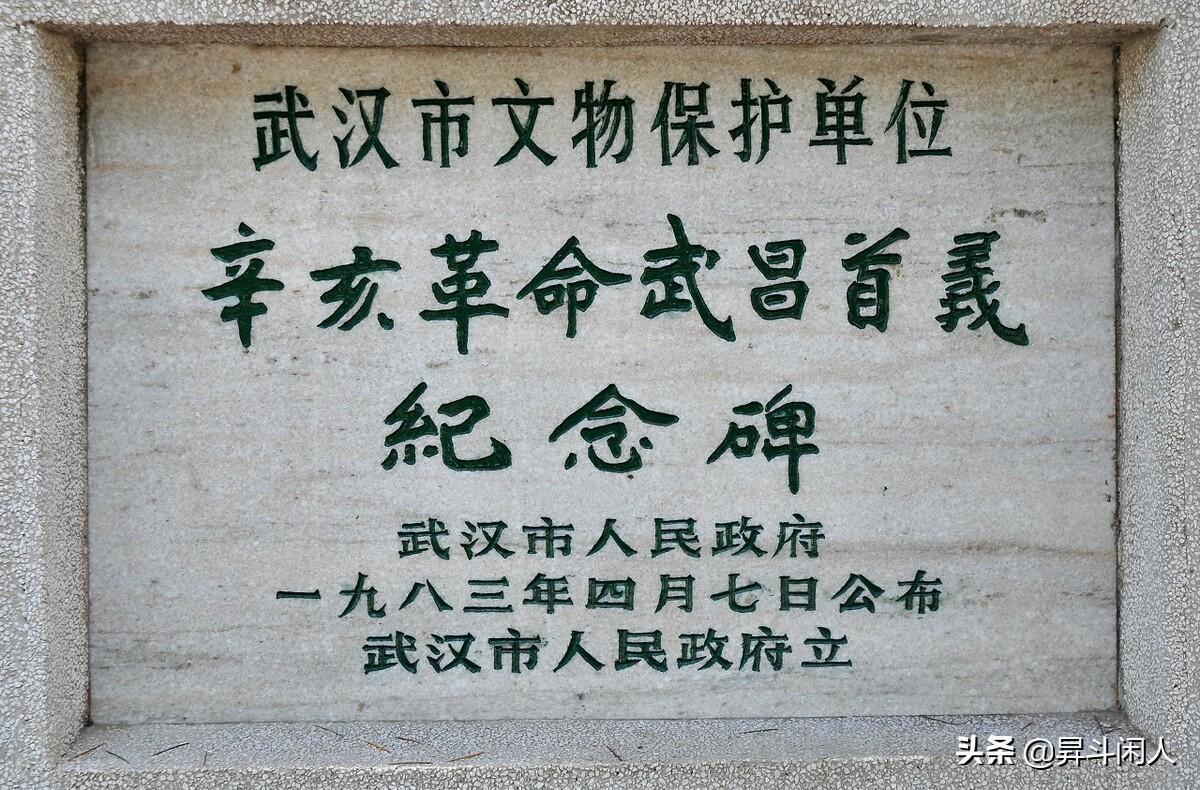 武汉市文物保护单位
辛亥革命武昌首義
紀念碑
武汉市人民政府
一九八三年四月七日公布
武汉市人民政府立
头条 @昇斗闲人